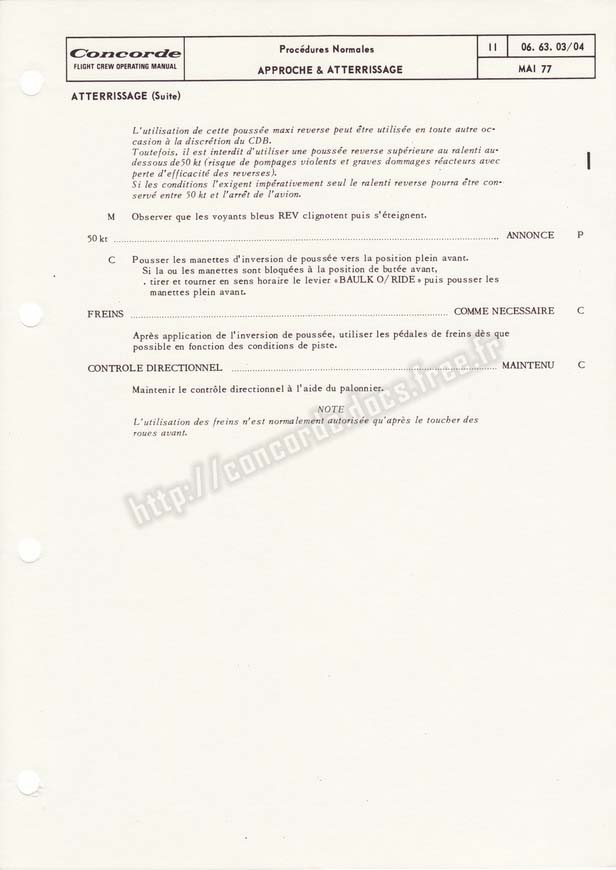 Concorde
FLIGHT CREW OPERATING MANUAL
Procédures Normales
APPROCHE & ATTERRISSAGE
II
06. 63. 03/04
MAI 77
ATTERRISSAGE (Suite)
L'utilisation de cette poussée maxi reverse peut être utilisée en toute autre oc-
casion à la discrétion du CDB.
Toutefois, il est interdit d'utiliser une poussée reverse supérieure au ralenti au-
dessous de 50 kt (risque de pompages violents et graves dommages réacteurs avec
perte d'efficacité des reverses).
Si les conditions l'exigent impérativement seul le ralenti reverse pourra être con-
servé entre 50 kt et l'arrêt de l'avion.
M Observer que les voyants bleus REV clignotent puis s'éteignent.
50 kt ........ ANNONCE P
C Pousser les manettes d'inversion de poussée vers la position plein avant.
Si la ou les manettes sont bloquées à la position de butée avant,
. tirer et tourner en sens horaire le levier «BAULK O/RIDE» puis pousser les
manettes plein avant.
FREINS ........ COMME NECESSAIRE C
Après application de l'inversion de poussée, utiliser les pédales de freins dès que
possible en fonction des conditions de piste.
CONTROLE DIRECTIONNEL ........ MAINTENU C
Maintenir le contrôle directionnel à l'aide du palonnier.
NOTE
L'utilisation des freins n'est normalement autorisée qu'après le toucher des
roues avant.
http://concorde.docs.free.fr